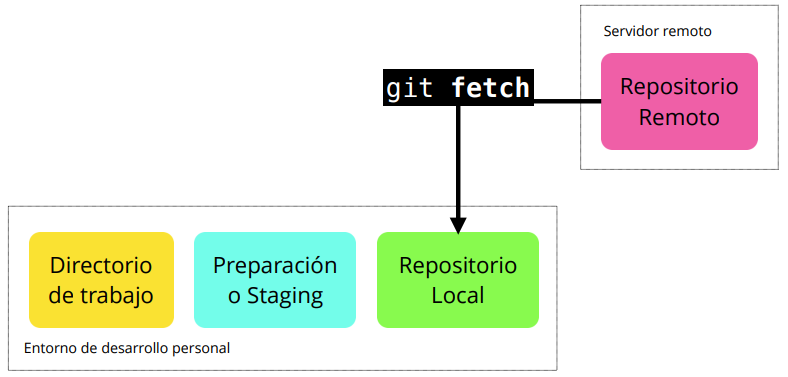 Servidor remoto
git fetch
Repositorio
Remoto
Directorio
de trabajo
Preparación
o Staging
Repositorio
Local
Entorno de desarrollo personal